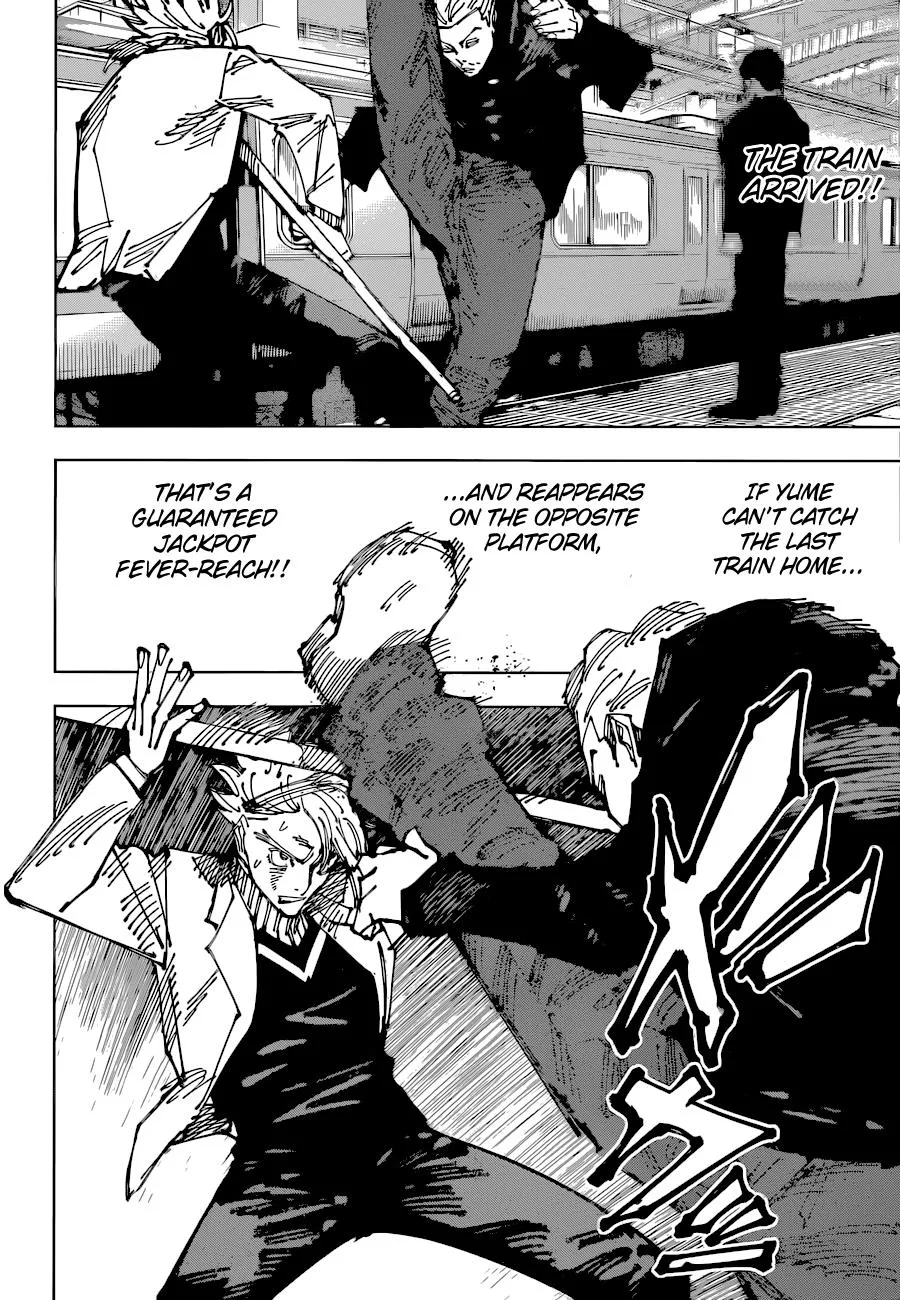 THE TRAIN
ARRIVED!!
IF YUME
CAN'T CATCH
THE LAST
TRAIN HOME...
...AND REAPPEARS
ON THE OPPOSITE
PLATFORM,
THAT'S A
GUARANTEED
JACKPOT
FEVER-REACH!!